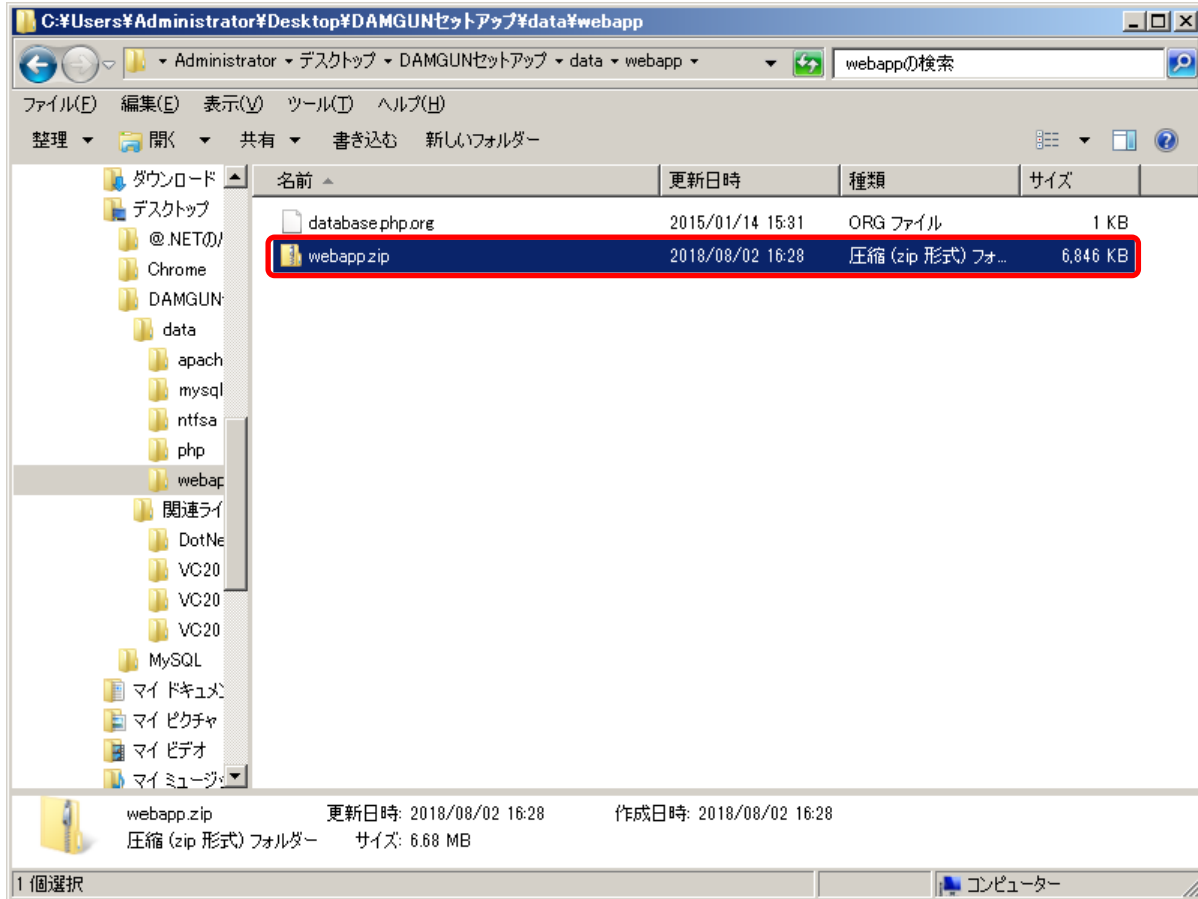 C:¥Users¥Administrator¥Desktop¥DAMGUNセットアップ¥data¥webapp
Administrator デスクトップ DAMGUNセットアップ data webapp
webappの検索
ファイル(F) 編集(E) 表示(V) ツール(T) ヘルプ(H)
整理 開く 共有 書き込む 新しいフォルダー
名前 更新日時 種類 サイズ
database.php.org 2015/01/14 15:31 ORG ファイル 1 KB
webapp.zip 2018/08/02 16:28 圧縮 (zip 形式) フォ... 6,846 KB
ダウンロード
デスクトップ
@.NETの
Chrome
DAMGUN
data
apach
mysql
ntfsa
php
webap
関連ライ
DotNe
VC20
VC20
VC20
MySQL
マイ ドキュメ
マイ ピクチャ
マイ ビデオ
マイ ミュージ
webapp.zip 更新日時: 2018/08/02 16:28 作成日時: 2018/08/02 16:28
圧縮 (zip 形式) フォルダー サイズ: 6.68 MB
1 個選択 コンピューター